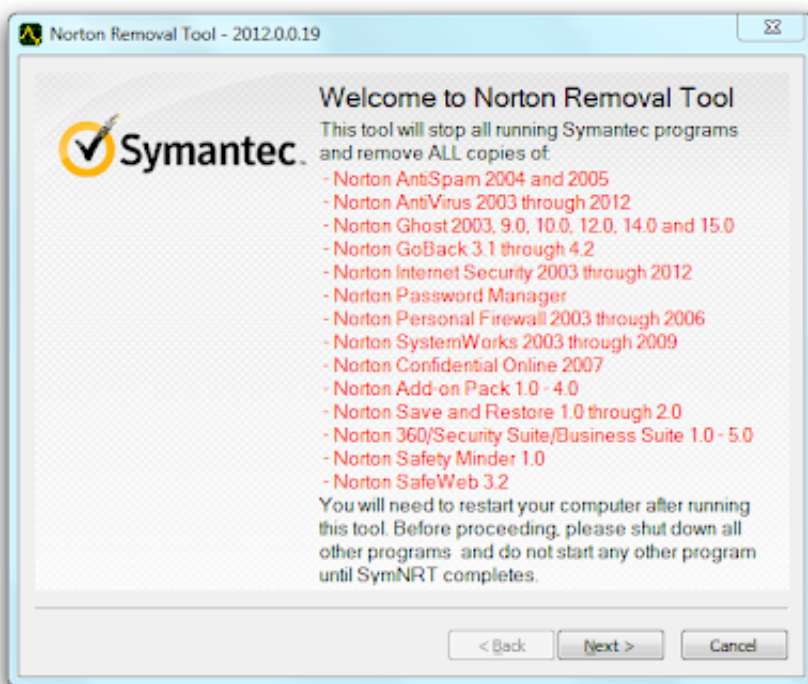 Norton Removal Tool - 2012.0.0.19
Symantec.
Welcome to Norton Removal Tool
This tool will stop all running Symantec programs
and remove ALL copies of:
- Norton AntiSpam 2004 and 2005
- Norton AntiVirus 2003 through 2012
- Norton Ghost 2003, 9.0, 10.0, 12.0, 14.0 and 15.0
- Norton GoBack 3.1 through 4.2
- Norton Internet Security 2003 through 2012
- Norton Password Manager
- Norton Personal Firewall 2003 through 2006
- Norton SystemWorks 2003 through 2009
- Norton Confidential Online 2007
- Norton Add-on Pack 1.0 - 4.0
- Norton Save and Restore 1.0 through 2.0
- Norton 360/Security Suite/Business Suite 1.0 - 5.0
- Norton Safety Minder 1.0
- Norton SafeWeb 3.2
You will need to restart your computer after running
this tool. Before proceeding, please shut down all
other programs and do not start any other program
until SymNRT completes.
< Back
Next >
Cancel